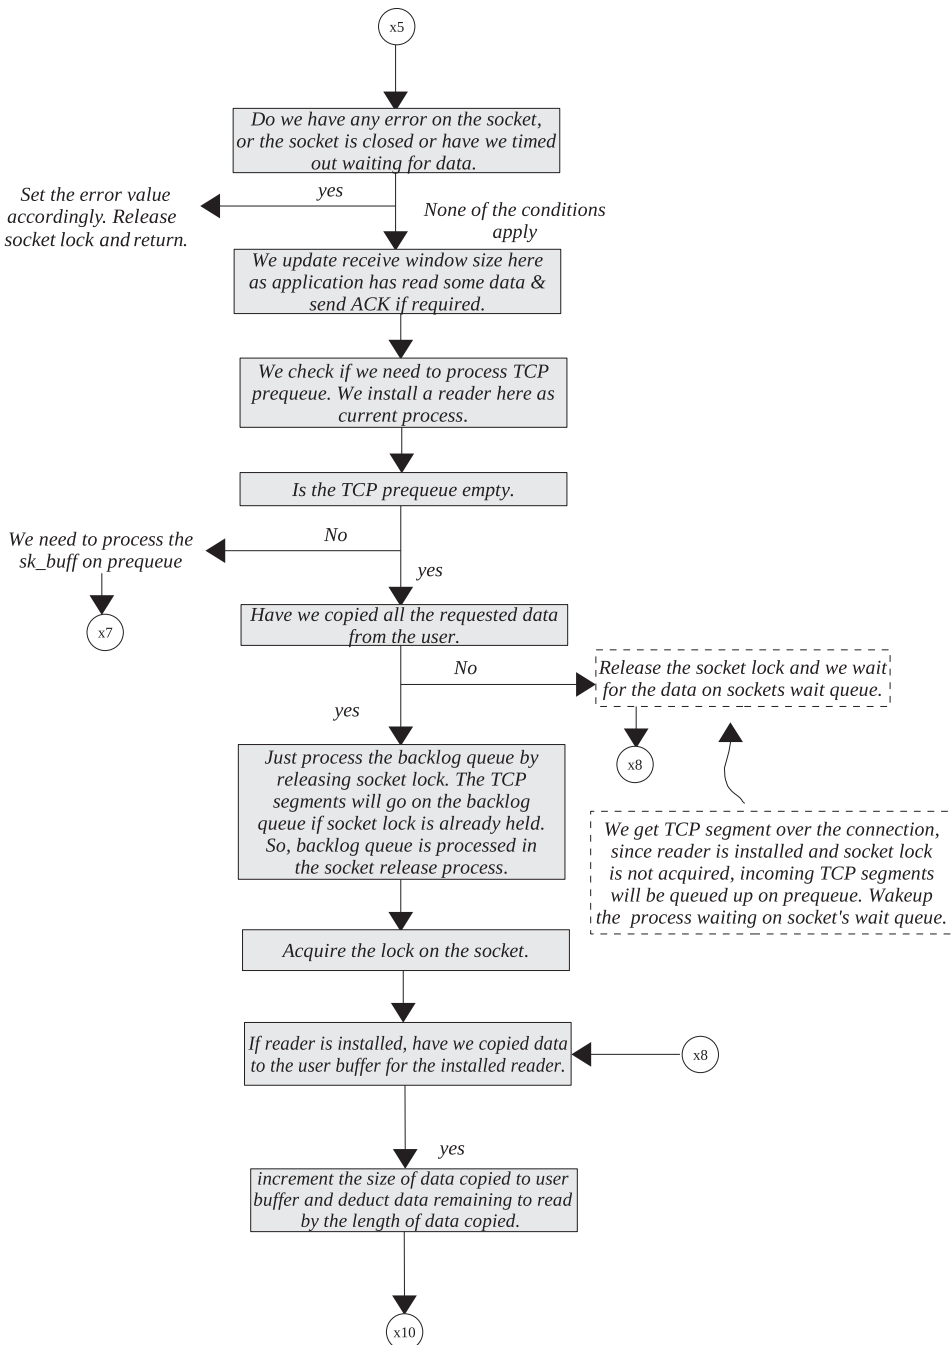 x5
Do we have any error on the socket,
or the socket is closed or have we timed
out waiting for data.
yes
Set the error value
accordingly. Release
socket lock and return.
None of the conditions
apply
We update receive window size here
as application has read some data &
send ACK if required.
We check if we need to process TCP
prequeue. We install a reader here as
current process.
Is the TCP prequeue empty.
No
We need to process the
sk_buff on prequeue
x7
yes
Have we copied all the requested data
from the user.
No
Release the socket lock and we wait
for the data on sockets wait queue.
x8
yes
Just process the backlog queue by
releasing socket lock. The TCP
segments will go on the backlog
queue if socket lock is already held.
So, backlog queue is processed in
the socket release process.
We get TCP segment over the connection,
since reader is installed and socket lock
is not acquired, incoming TCP segments
will be queued up on prequeue. Wakeup
the process waiting on socket's wait queue.
Acquire the lock on the socket.
If reader is installed, have we copied data
to the user buffer for the installed reader.
x8
yes
increment the size of data copied to user
buffer and deduct data remaining to read
by the length of data copied.
x10